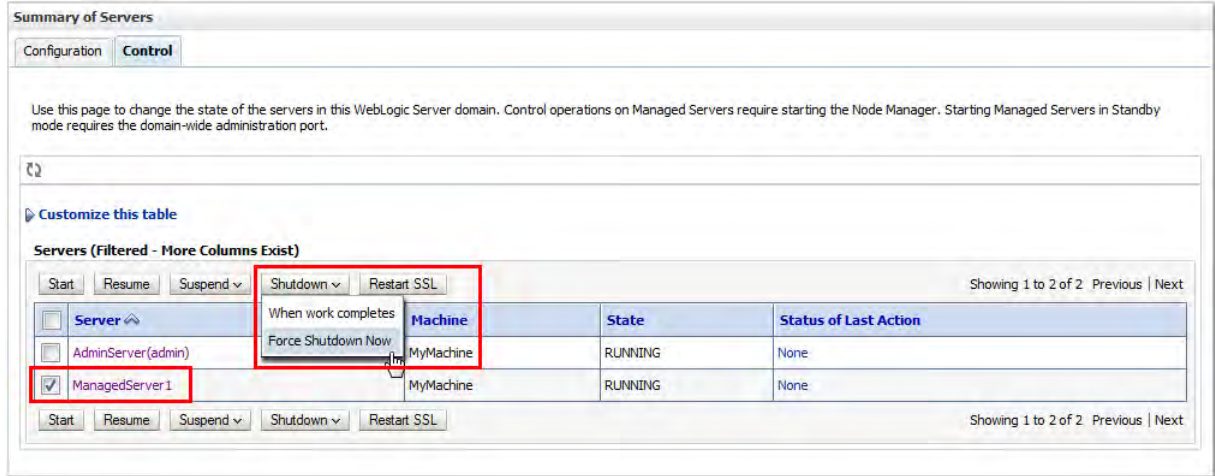 Summary of Servers
Configuration Control
Use this page to change the state of the servers in this WebLogic Server domain. Control operations on Managed Servers require starting the Node Manager. Starting Managed Servers in Standby
mode requires the domain-wide administration port.
Customize this table
Servers (Filtered - More Columns Exist)
Start Resume Suspend Shutdown Restart SSL Showing 1 to 2 of 2 Previous | Next
When work completes
Force Shutdown Now
Server Machine State Status of Last Action
AdminServer(admin) MyMachine RUNNING None
ManagedServer1 MyMachine RUNNING None
Start Resume Suspend Shutdown Restart SSL Showing 1 to 2 of 2 Previous | Next